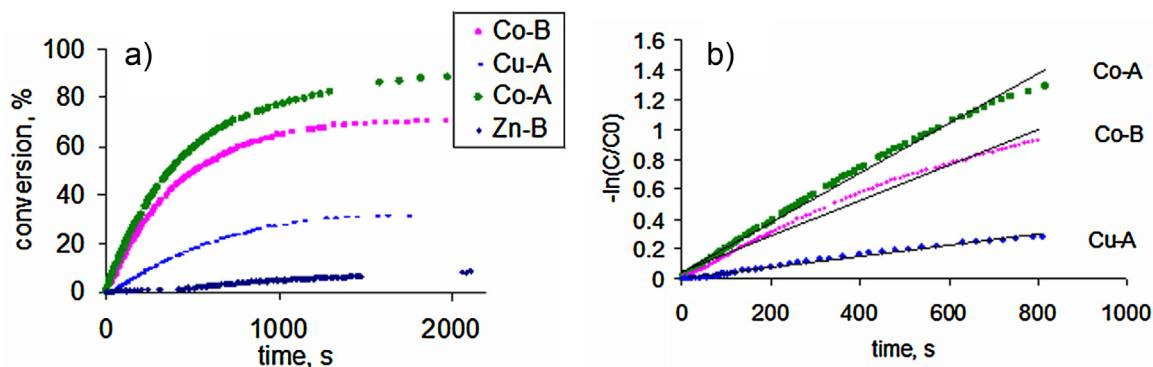 a)
conversion, %
100
80
60
40
20
0
0 1000 2000
time, s
Co-B
Cu-A
Co-A
Zn-B
b)
-ln(C/C0)
1.6
1.4
1.2
1
0.8
0.6
0.4
0.2
0
0 200 400 600 800 1000
time, s
Co-A
Co-B
Cu-A